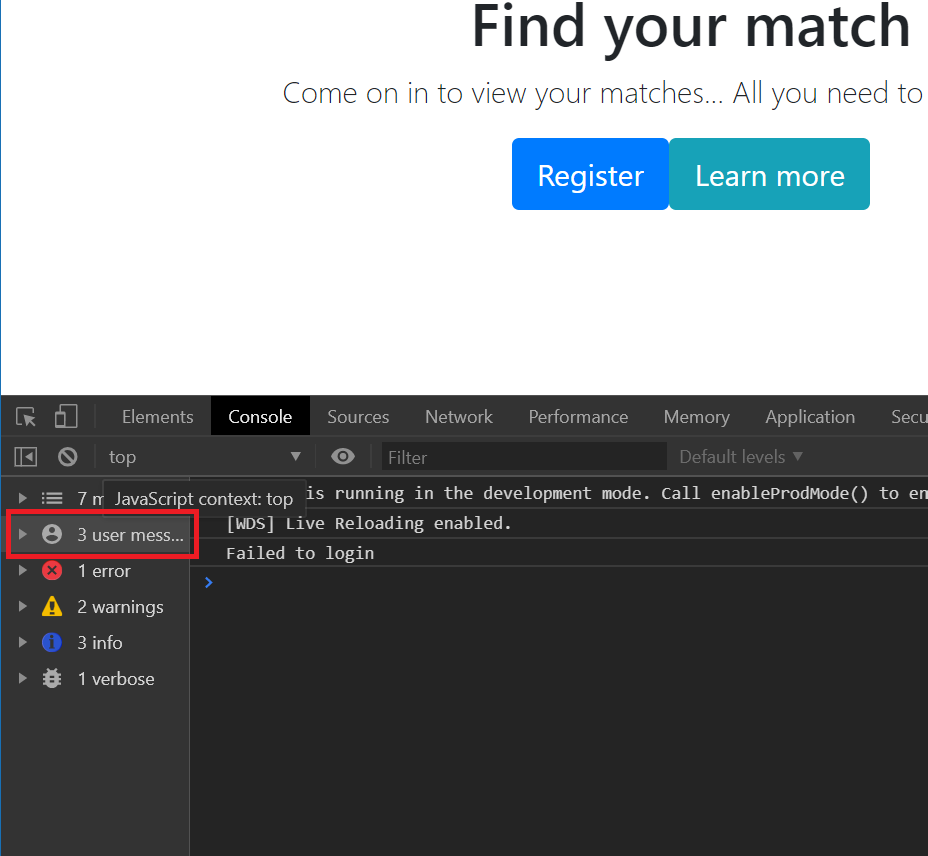 Find your match
Come on in to view your matches... All you need to
Register Learn more
Elements Console Sources Network Performance Memory Application Secu
top Filter Default levels
7 m
JavaScript context: top
is running in the development mode. Call enableProdMode() to en
3 user mess...
[WDS] Live Reloading enabled.
Failed to login
1 error
2 warnings
3 info
1 verbose